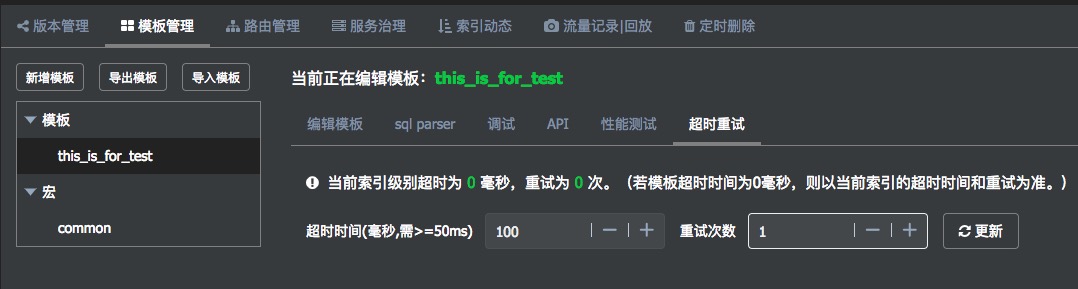 版本管理 模板管理 路由管理 服务治理 索引动态 流量记录|回放 定时删除
新增模板 导出模板 导入模板
当前正在编辑模板：this_is_for_test
模板
编辑模板 sql parser 调试 API 性能测试 超时重试
this_is_for_test
当前索引级别超时为 0 毫秒，重试为 0 次。（若模板超时时间为0毫秒，则以当前索引的超时时间和重试为准。）
宏
common
超时时间(毫秒,需>=50ms) 100 重试次数 1 更新